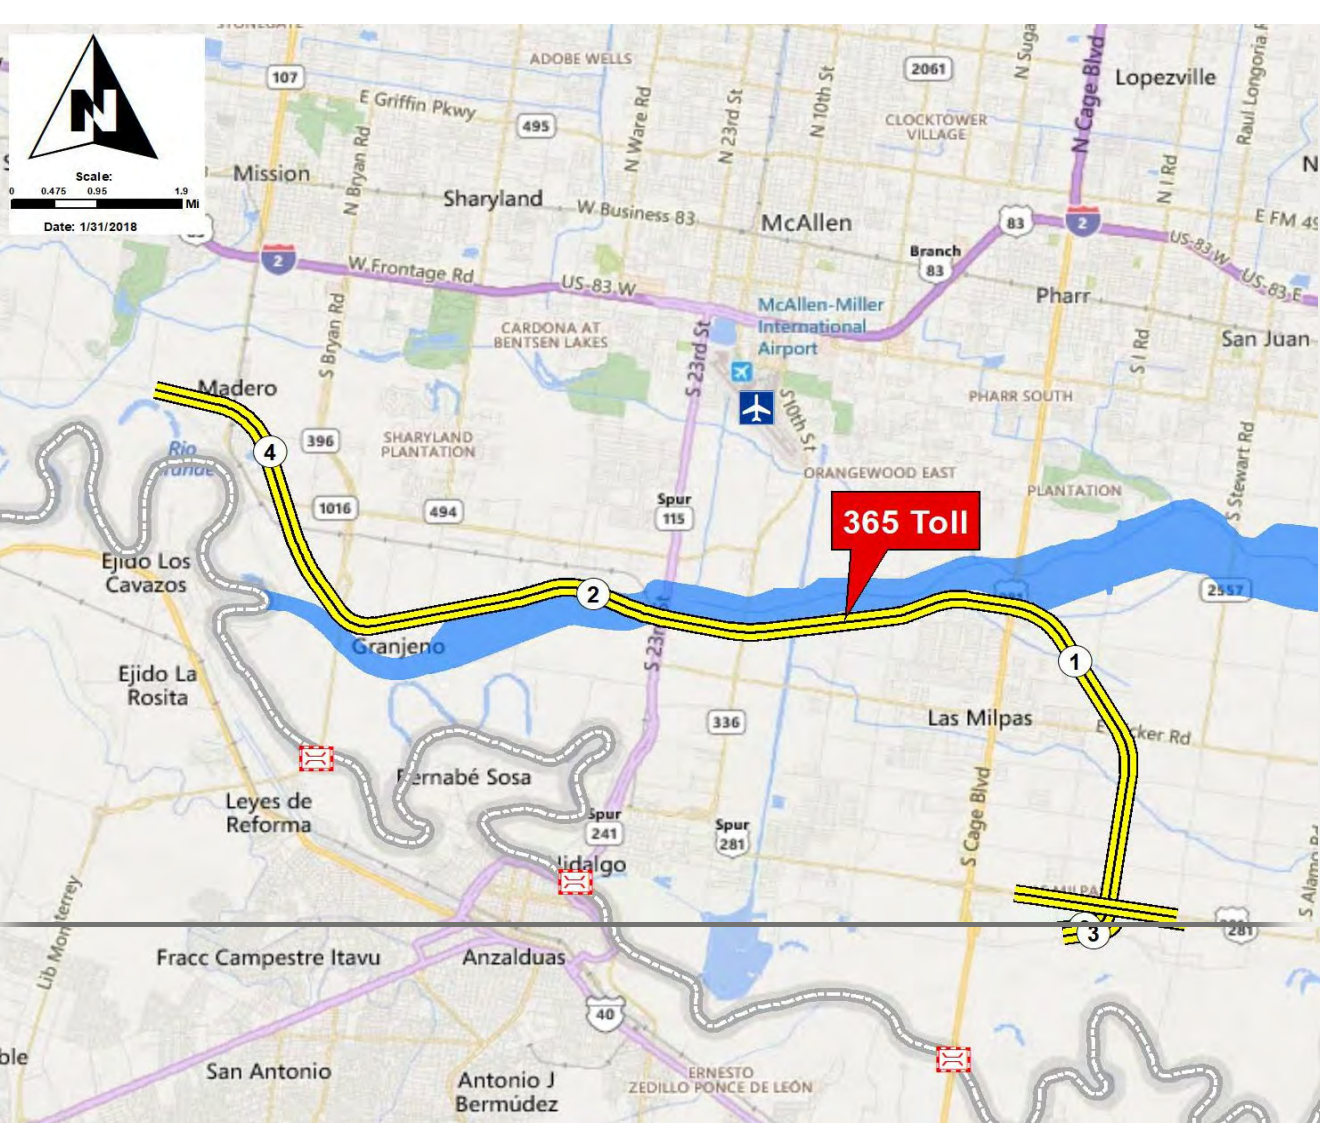 ADOBE WELLS
2061
N Cage Blvd
Lopezville
107
E Griffin Pkwy
495
N Ware Rd
N 23rd St
N 10th St
CLOCKTOWER
VILLAGE
N
Scale:
0 0.475 0.95 1.9
Mi
Date: 1/31/2018
Mission
N Bryan Rd
Sharyland
W Business 83
McAllen
83
2
N I Rd
2
W Frontage Rd
US-83 W
Branch
83
US-83 W
US-83 E
Pharr
San Juan
S Bryan Rd
CARDONA AT
BENTSEN LAKES
S 23rd St
McAllen-Miller
International
Airport
S I Rd
Madero
S 10th St
PHARR SOUTH
4
396
SHARYLAND
PLANTATION
Rio
ORANGEWOOD EAST
PLANTATION
S Stewart Rd
1016
494
Spur
115
365 Toll
Ejido Los
Cavazos
2
2557
Granjeno
1
Ejido La
Rosita
336
Las Milpas
Leyes de
Reforma
Spur
241
Spur
281
S Cage Blvd
Hidalgo
281
3
Fracc Campestre Itavu
Anzalduas
40
San Antonio
Antonio J
Bermúdez
ERNESTO
ZEDILLO PONCE DE LEÓN